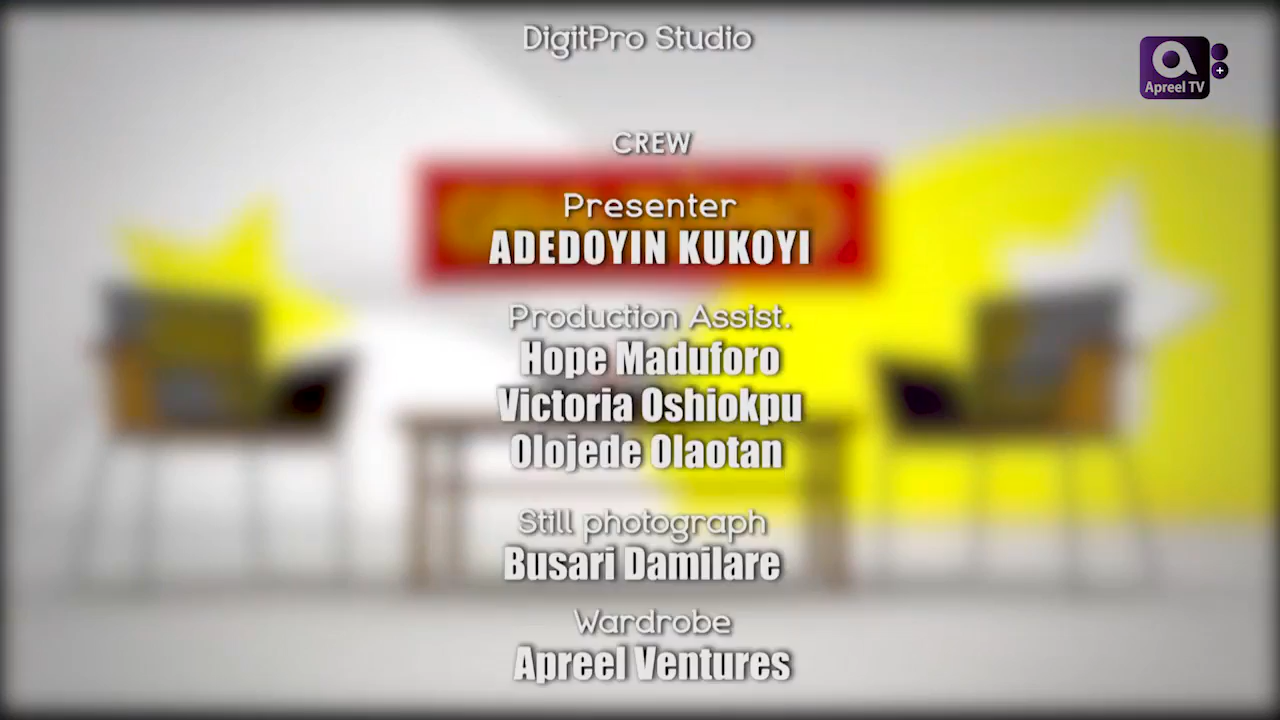 DigitPro Studio
Apreel TV
CREW
Presenter
ADEDOYIN KUKOYI
Production Assist.
Hope Maduforo
Victoria Oshiokpu
Olojede Olaotan
Still photograph
Busari Damilare
Wardrobe
Apreel Ventures